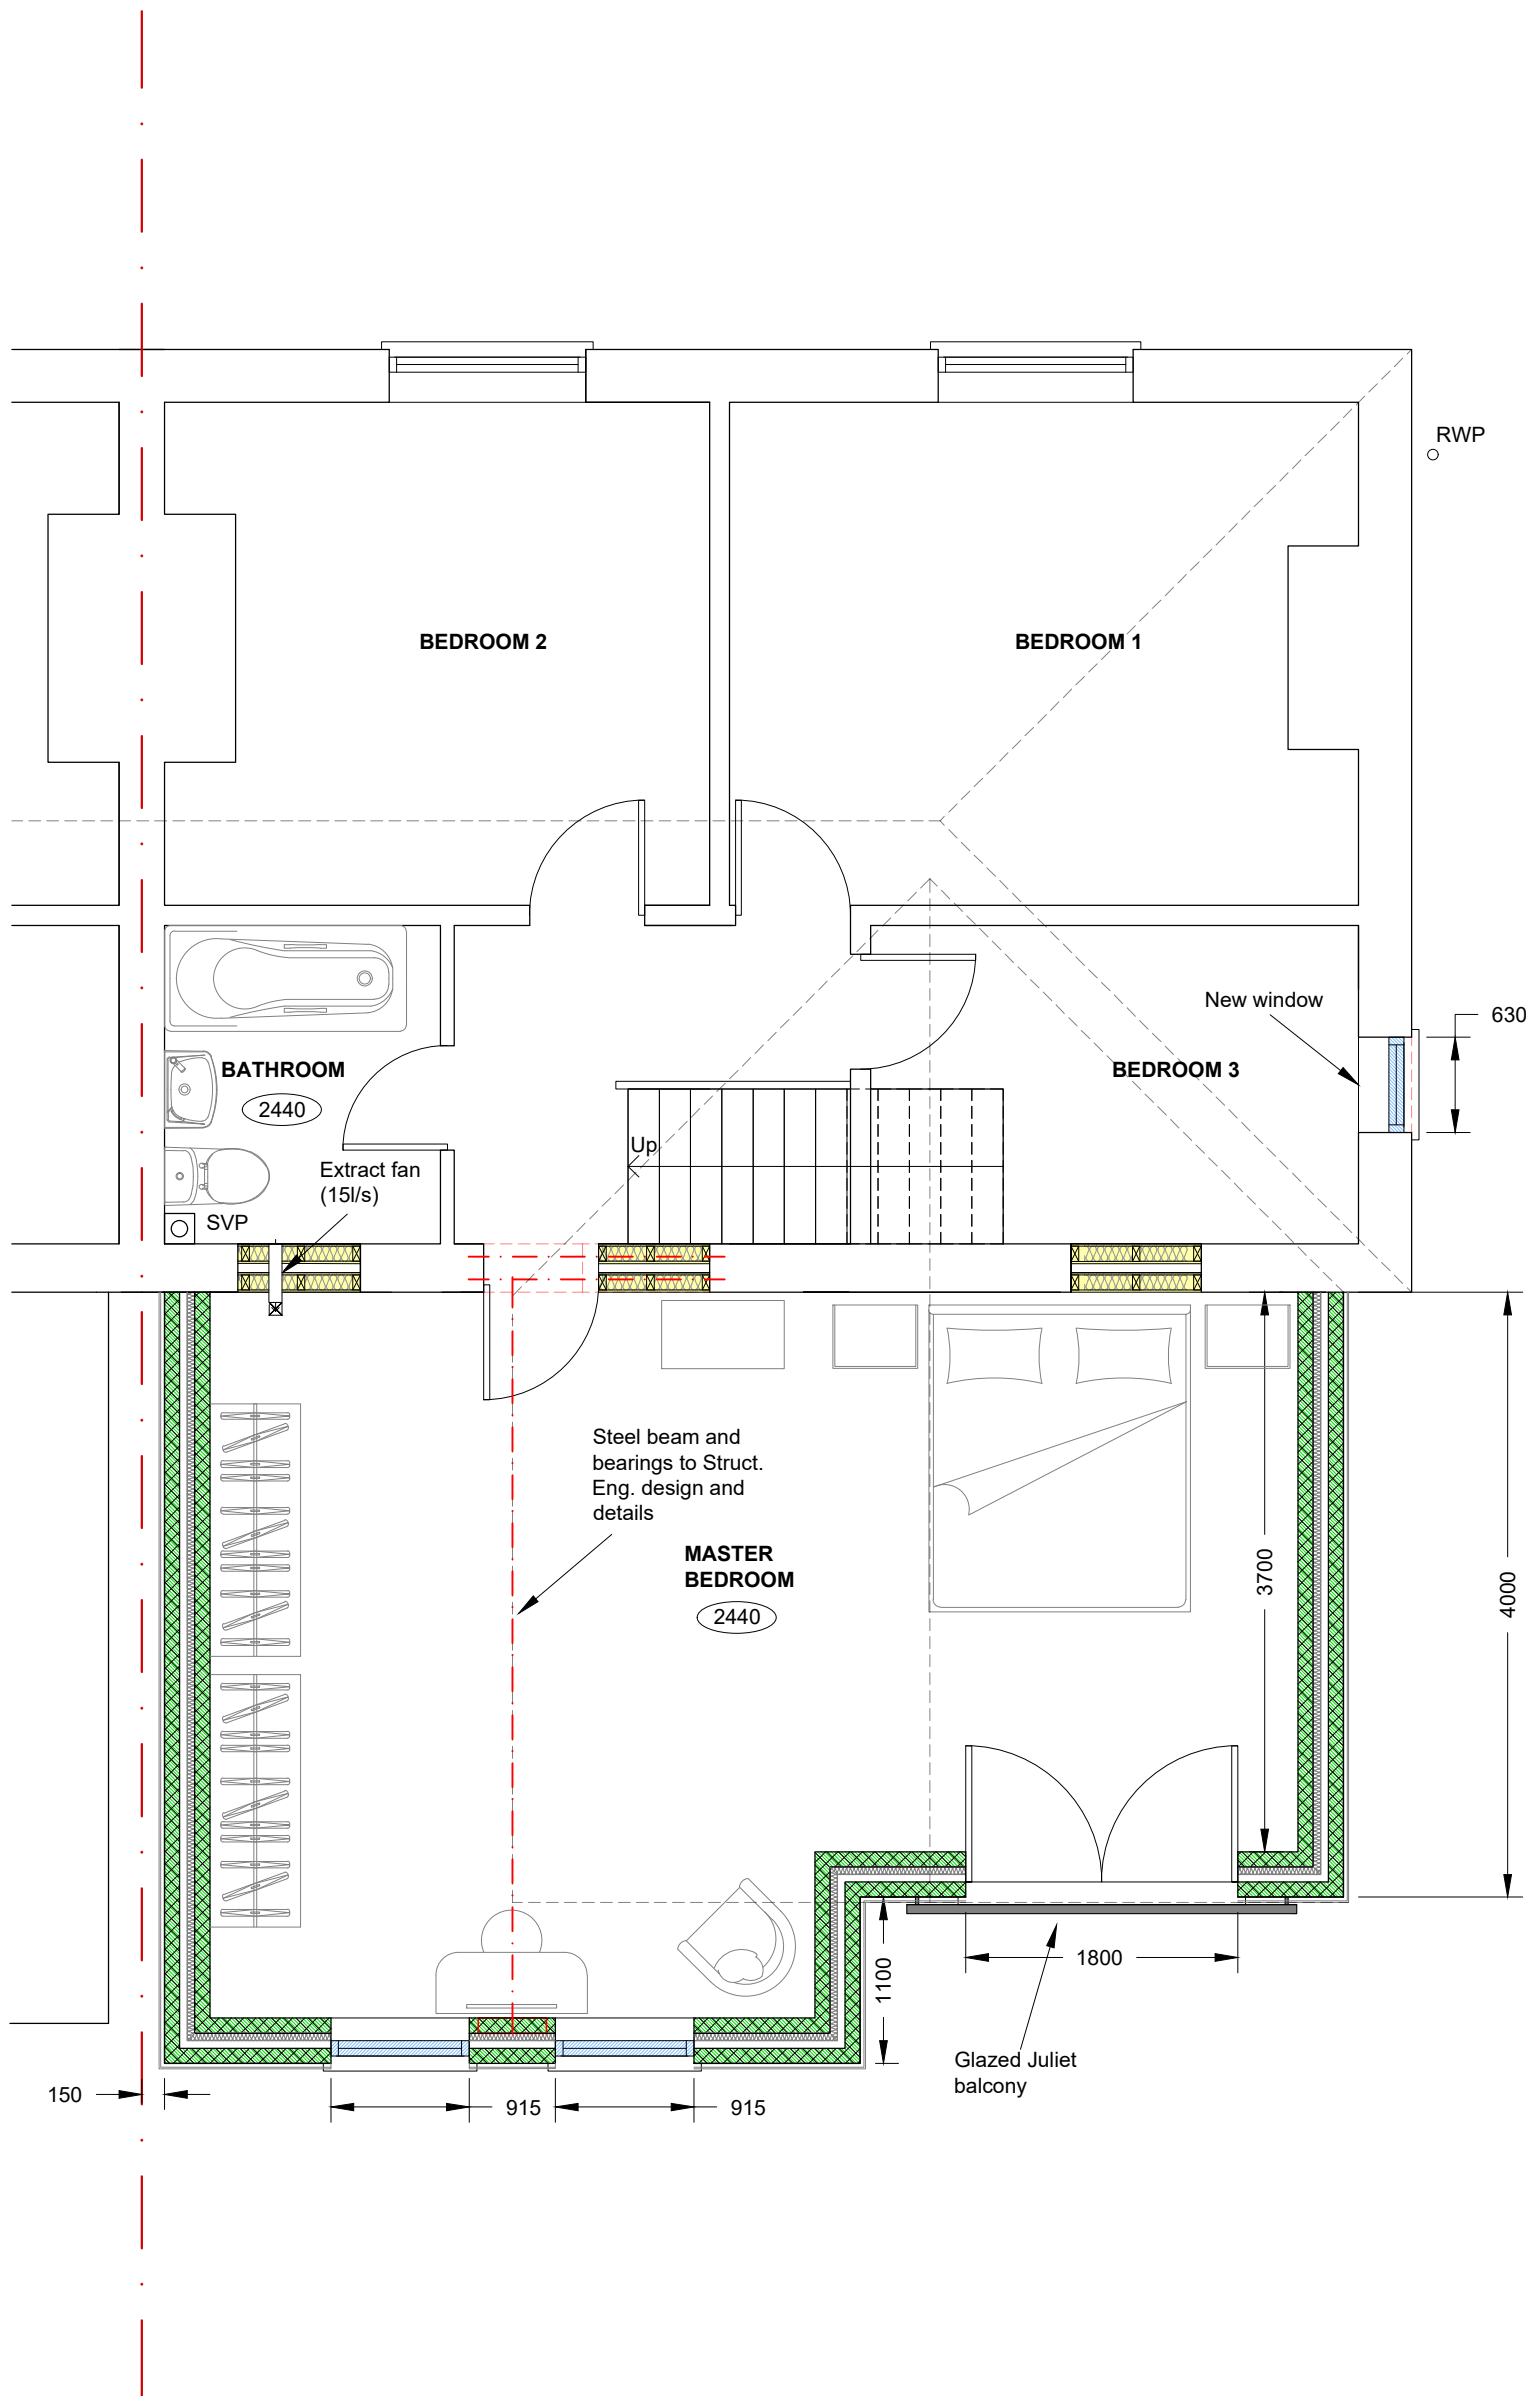 RWP
BEDROOM 2
BEDROOM 1
New window
630
BATHROOM
2440
BEDROOM 3
Up
Extract fan
(15l/s)
SVP
Steel beam and
bearings to Struct.
Eng. design and
details
MASTER
BEDROOM
2440
3700
4000
1100
1800
Glazed Juliet
balcony
150
915
915